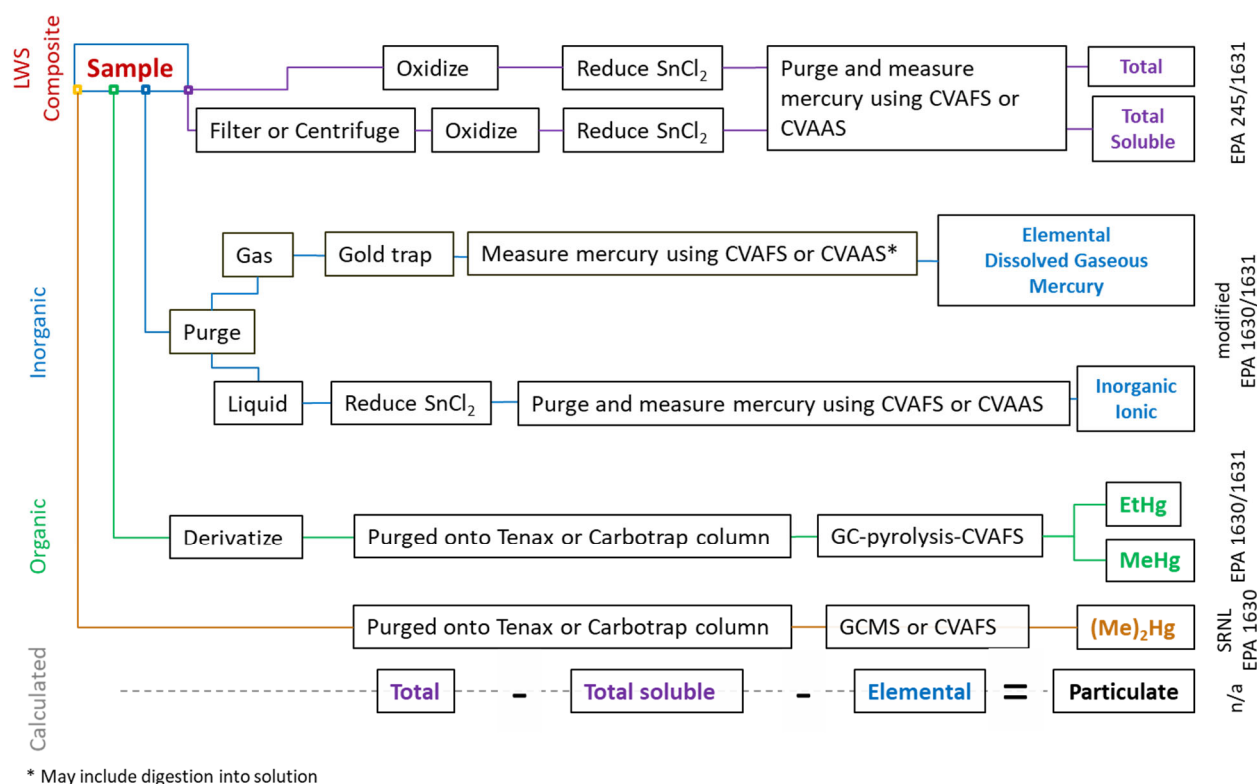 LWS
Composite
Sample
Oxidize
Reduce SnCl₂
Purge and measure
mercury using CVAFS or
CVAAS
Total
Filter or Centrifuge
Oxidize
Reduce SnCl₂
Total
Soluble
EPA 245/1631
Inorganic
Purge
Gas
Gold trap
Measure mercury using CVAFS or CVAAS*
Elemental
Dissolved Gaseous
Mercury
Liquid
Reduce SnCl₂
Purge and measure mercury using CVAFS or CVAAS
Inorganic
Ionic
modified
EPA 1630/1631
Organic
Derivatize
Purged onto Tenax or Carbotrap column
GC-pyrolysis-CVAFS
EtHg
MeHg
EPA 1630/1631
Purged onto Tenax or Carbotrap column
GCMS or CVAFS
(Me)₂Hg
SRNL
EPA 1630
Calculated
Total - Total soluble - Elemental = Particulate
n/a
* May include digestion into solution